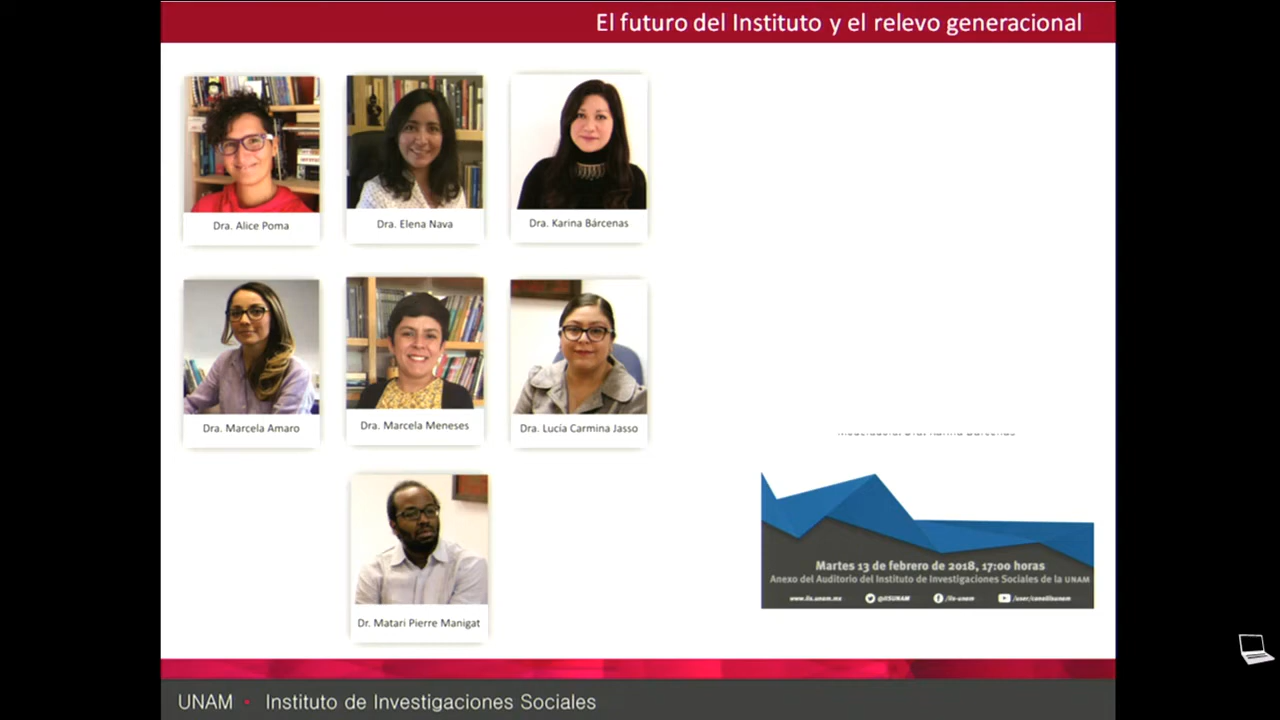 El futuro del Instituto y el relevo generacional
Dra. Alice Poma
Dra. Elena Nava
Dra. Karina Bárcenas
Dra. Marcela Amaro
Dra. Marcela Meneses
Dra. Lucía Carmina Jasso
Dr. Matari Pierre Manigat
Martes 13 de febrero de 2018, 17:00 horas
Anexo del Auditorio del Instituto de Investigaciones Sociales de la UNAM
www.iis.unam.mx @IISUNAM /iis-unam /user/canaliisunam
UNAM • Instituto de Investigaciones Sociales